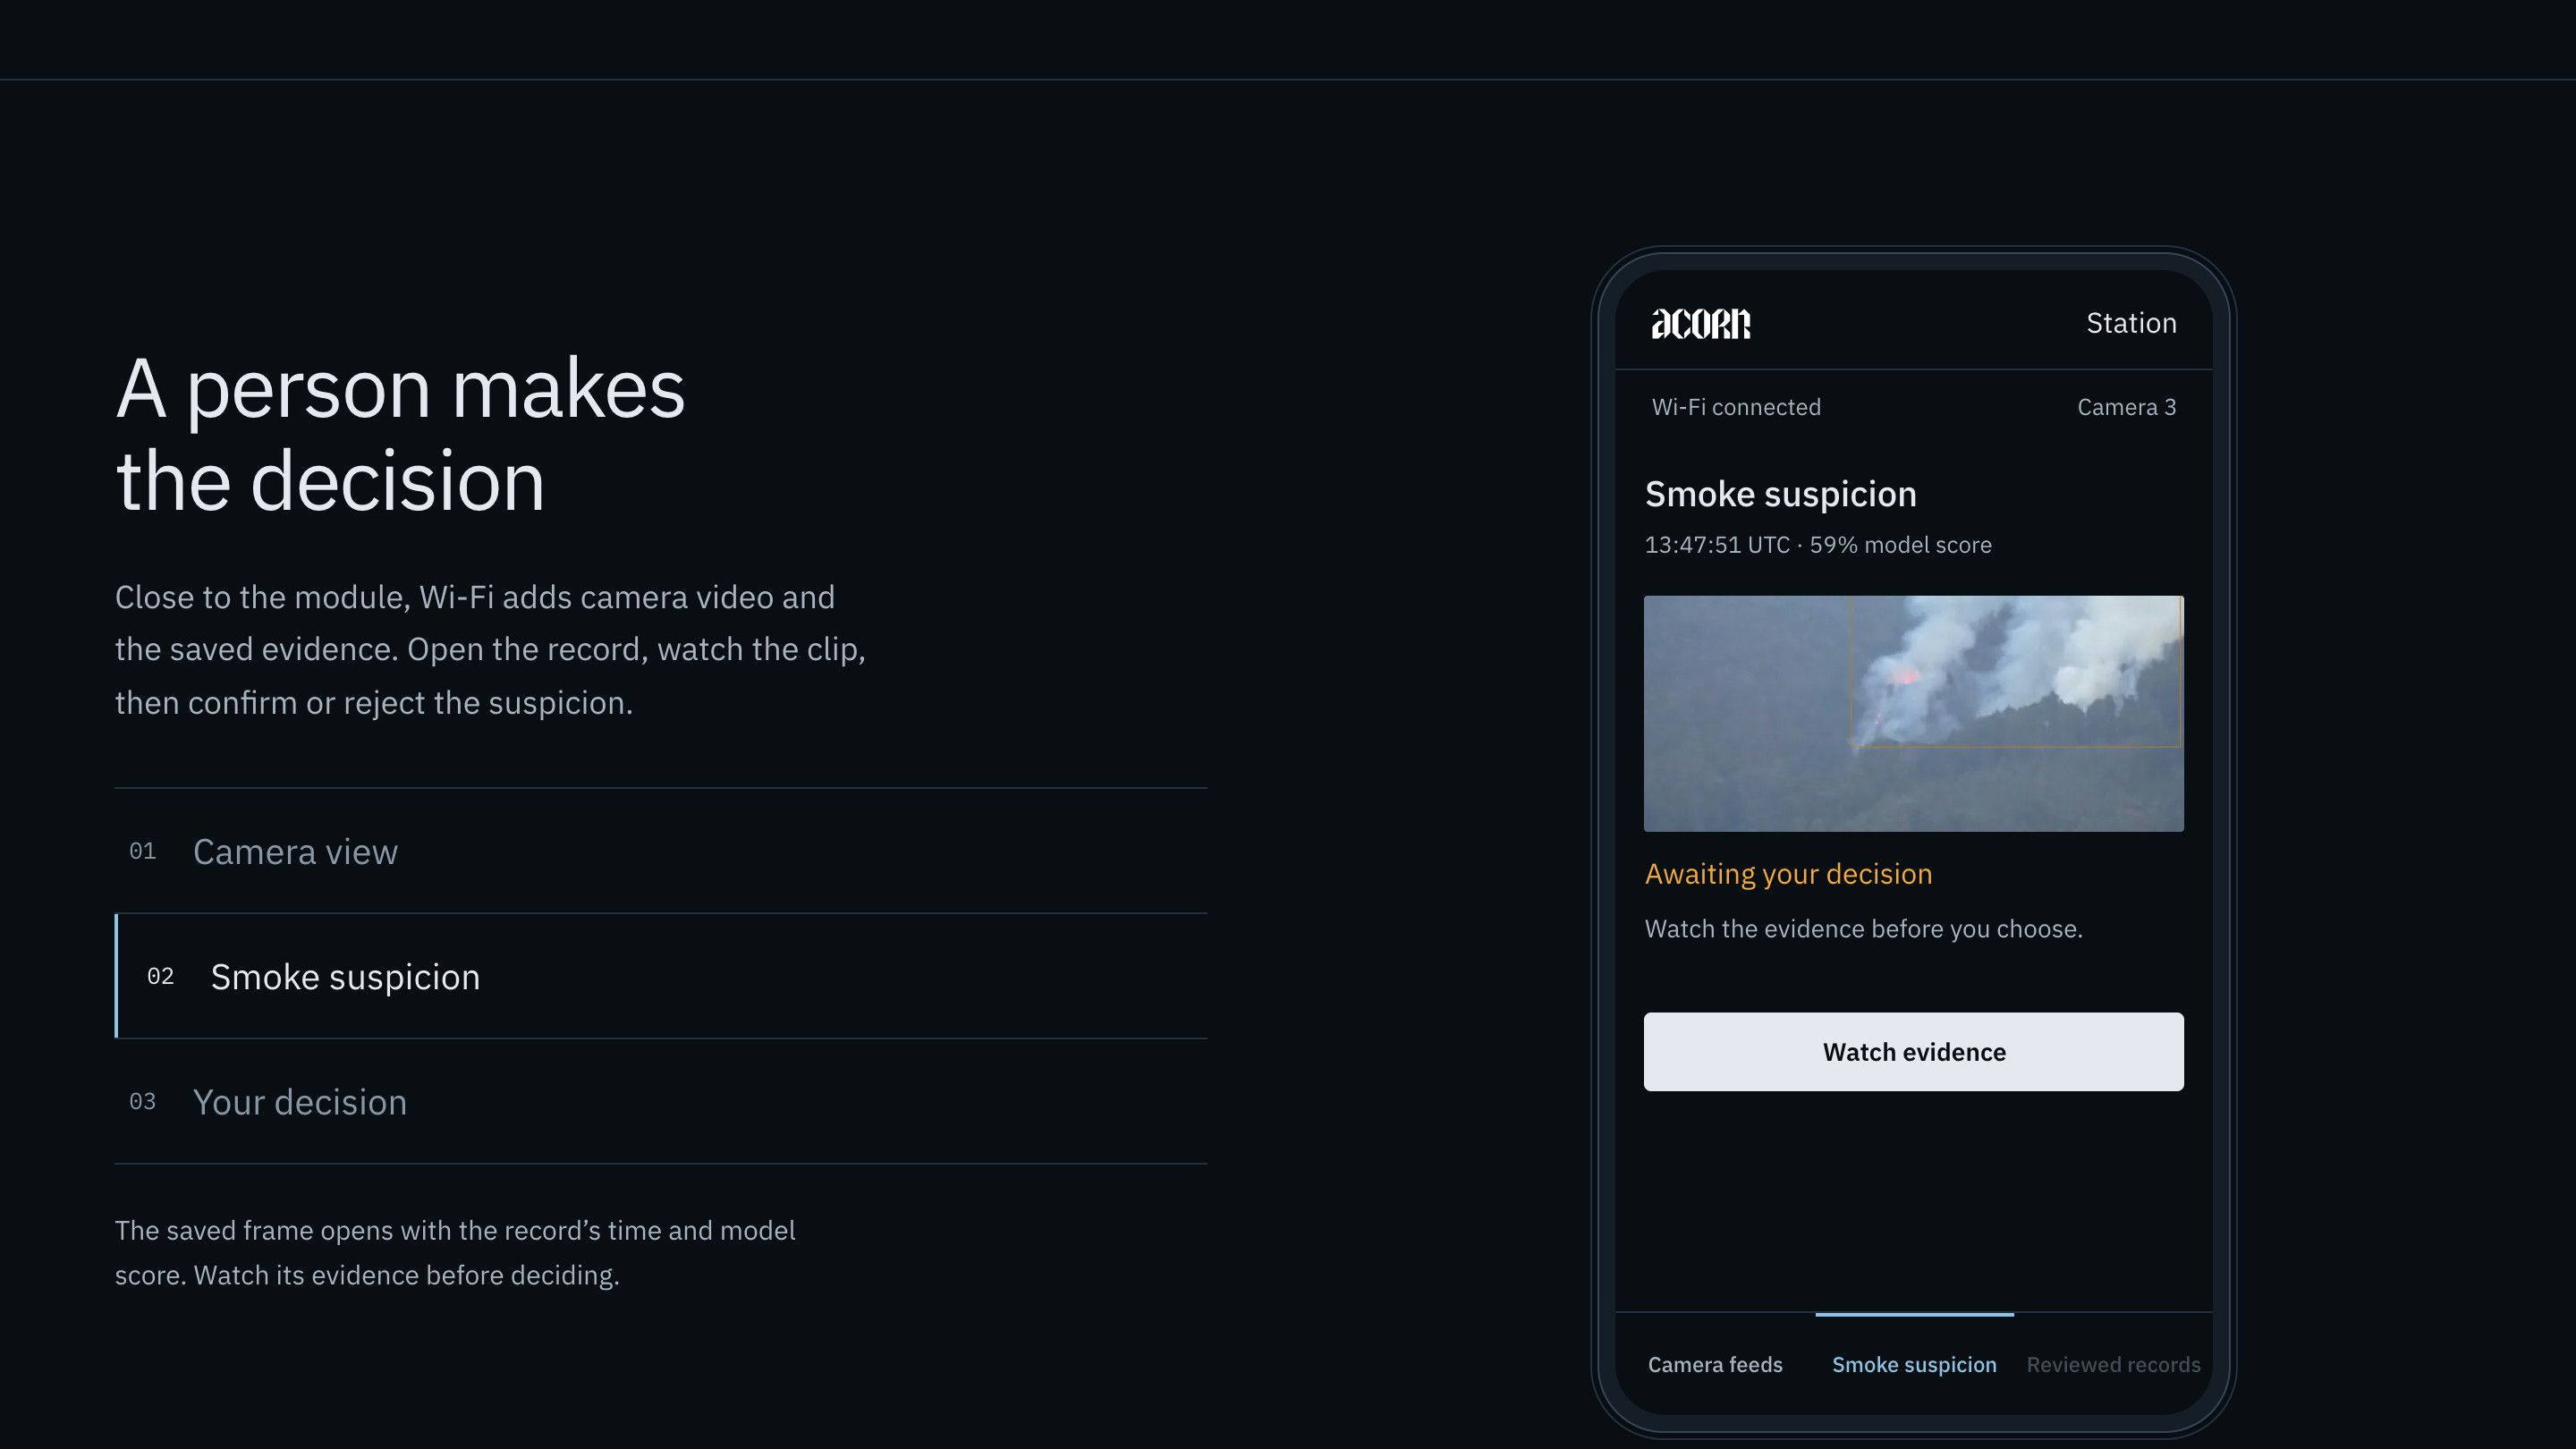 A person makes
the decision
Close to the module, Wi-Fi adds camera video and
the saved evidence. Open the record, watch the clip,
then confirm or reject the suspicion.
01 Camera view
02 Smoke suspicion
03 Your decision
The saved frame opens with the record’s time and model
score. Watch its evidence before deciding.
acorn Station
Wi-Fi connected Camera 3
Smoke suspicion
13:47:51 UTC · 59% model score
Awaiting your decision
Watch the evidence before you choose.
Watch evidence
Camera feeds Smoke suspicion Reviewed records